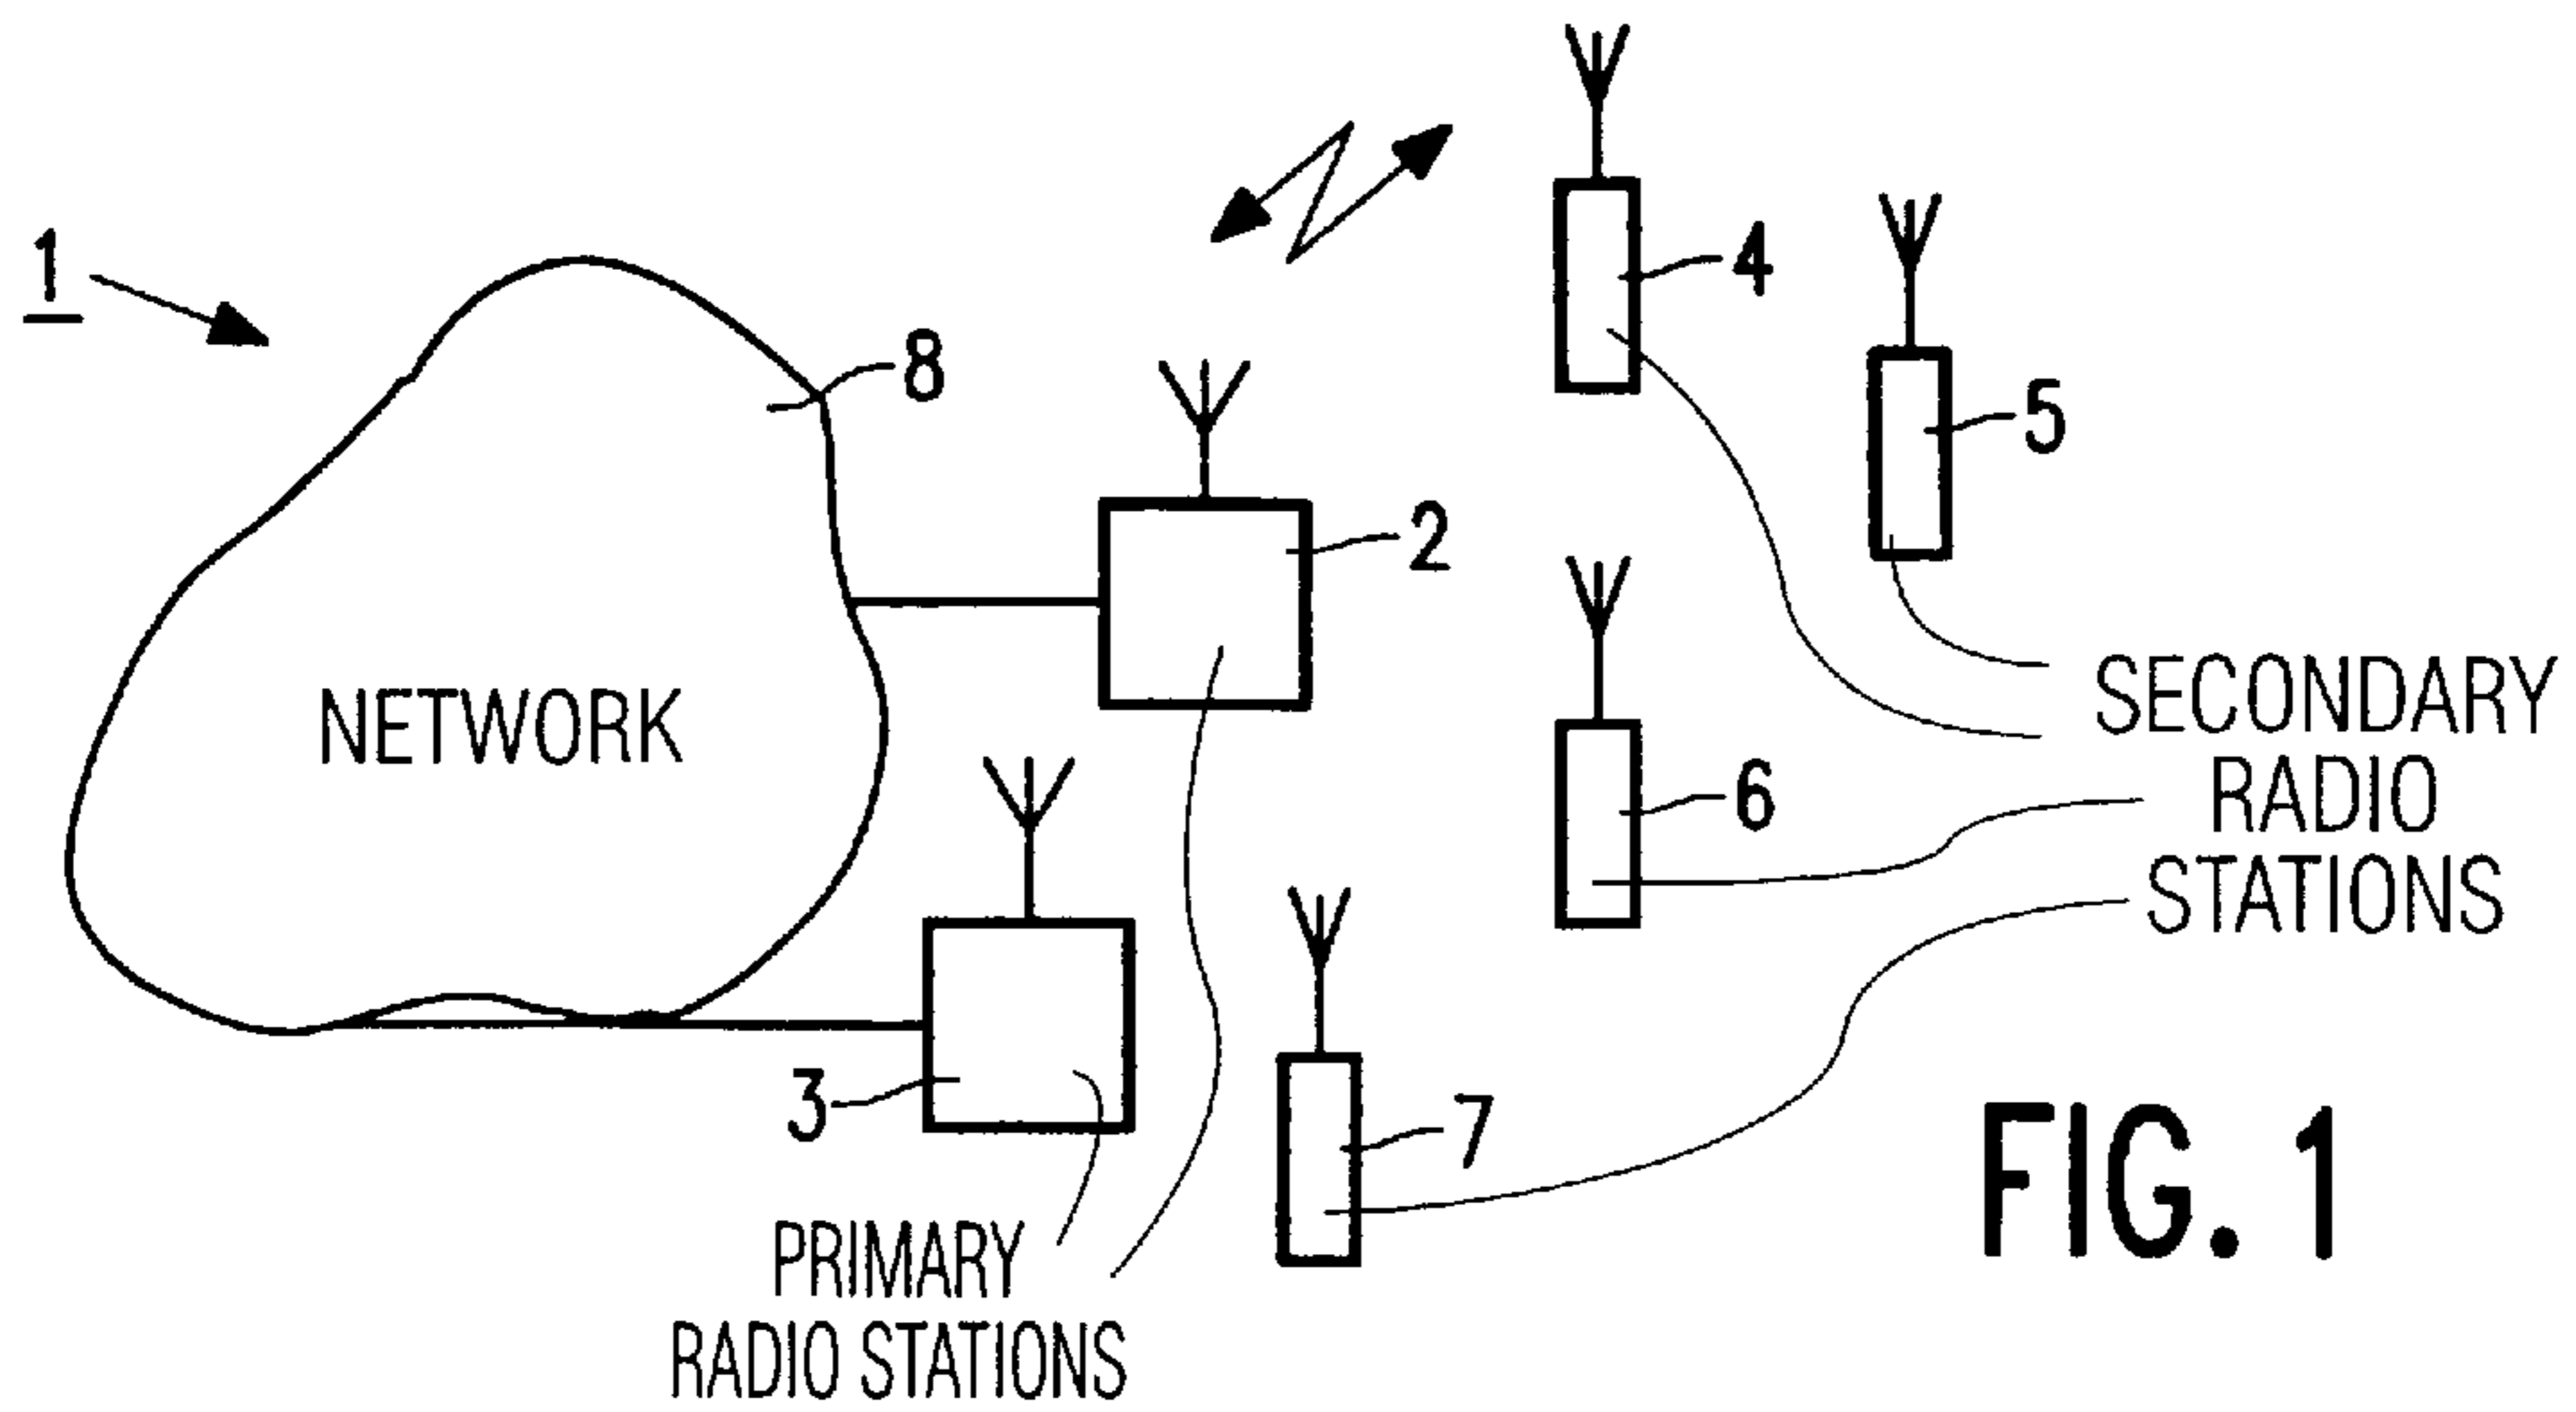 1
8
4
5
2
NETWORK
SECONDARY
RADIO
STATIONS
6
3
7
PRIMARY
RADIO STATIONS
FIG. 1